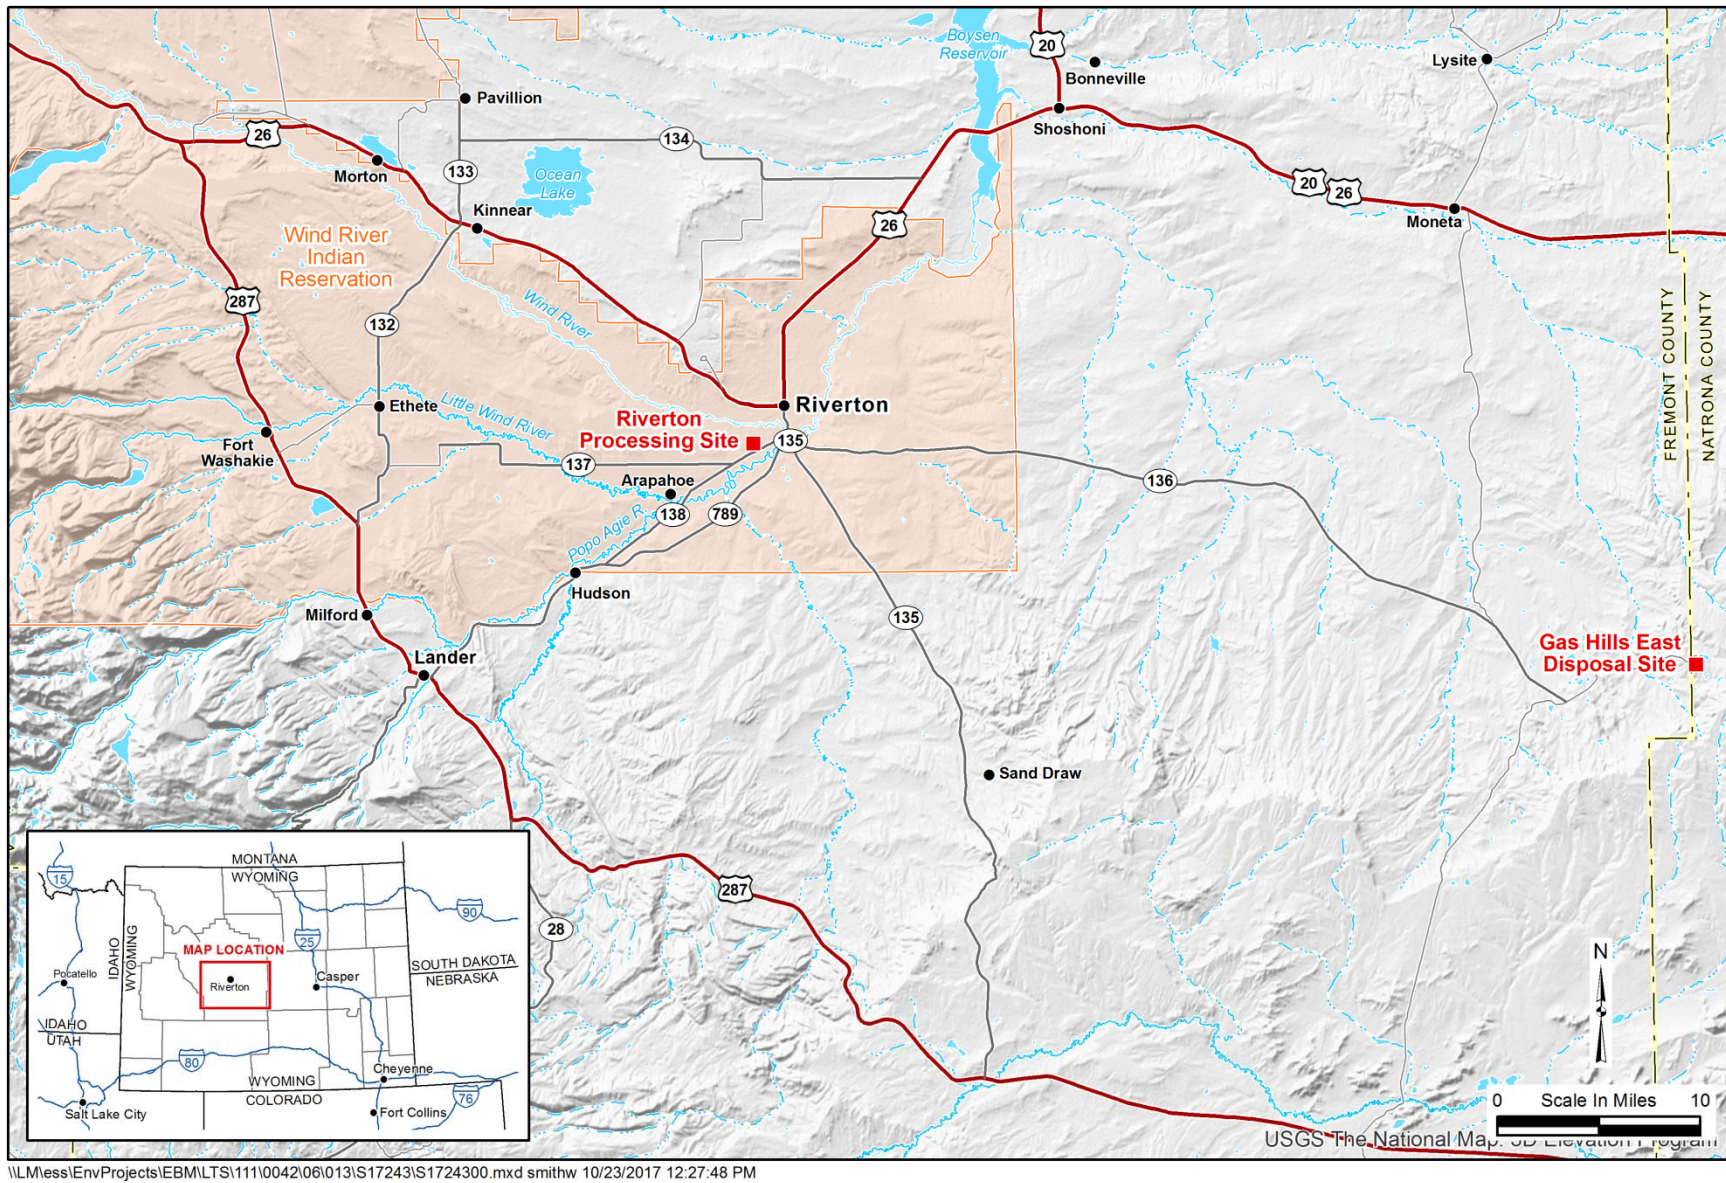 Boysen
Reservoir
20
Bonneville
Lysite
Pavillion
Shoshoni
26
134
Morton
133
Ocean
Lake
20
26
Kinnear
26
Moneta
Wind River
Indian
Reservation
287
Wind River
132
FREMONT COUNTY
NATRONA COUNTY
Ethete
Little Wind River
Riverton
Riverton
Processing Site
135
Fort
Washakie
137
Arapahoe
136
138
789
Popo Agie R.
Hudson
Milford
135
Lander
Gas Hills East
Disposal Site
Sand Draw
287
28
MONTANA
WYOMING
15
90
25
IDAHO
WYOMING
MAP LOCATION
Pocatello
Riverton
Casper
SOUTH DAKOTA
NEBRASKA
IDAHO
UTAH
80
Cheyenne
WYOMING
COLORADO
76
Salt Lake City
Fort Collins
N
0 Scale In Miles 10
USGS The National Map: 3D Elevation Program
\\LM\ess\EnvProjects\EBM\LTS\111\0042\06\013\S17243\S1724300.mxd smithw 10/23/2017 12:27:48 PM